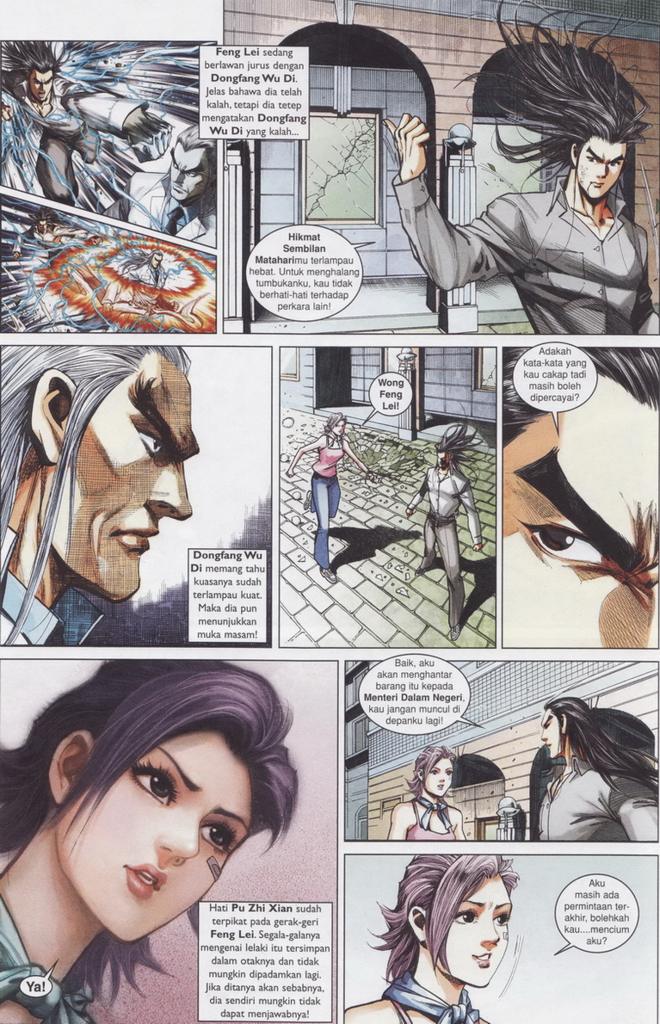 Feng Lei sedang
berlawan jurus dengan
Dongfang Wu Di.
Jelas bahawa dia telah
kalah, tetapi dia tetep
mengatakan Dongfang
Wu Di yang kalah...
Hikmat
Sembilan
Mataharimu terlampau
hebat. Untuk menghalang
tumbukanku, kau tidak
berhati-hati terhadap
perkara lain!
Dongfang Wu
Di memang tahu
kuasanya sudah
terlampau kuat.
Maka dia pun
menunjukkan
muka masam!
Wong
Feng
Lei!
Adakah
kata-kata yang
kau cakap tadi
masih boleh
dipercayai?
Ya!
Hati Pu Zhi Xian sudah
terpikat pada gerak-geri
Feng Lei. Segala-galanya
mengenai lelaki itu tersimpan
dalam otaknya dan tidak
mungkin dipadamkan lagi.
Jika ditanya akan sebabnya,
dia sendiri mungkin tidak
dapat menjawabnya!
Baik, aku
akan menghantar
barang itu kepada
Menteri Dalam Negeri,
kau jangan muncul di
depanku lagi!
Aku
masih ada
permintaan ter-
akhir, bolehkah
kau....mencium
aku?